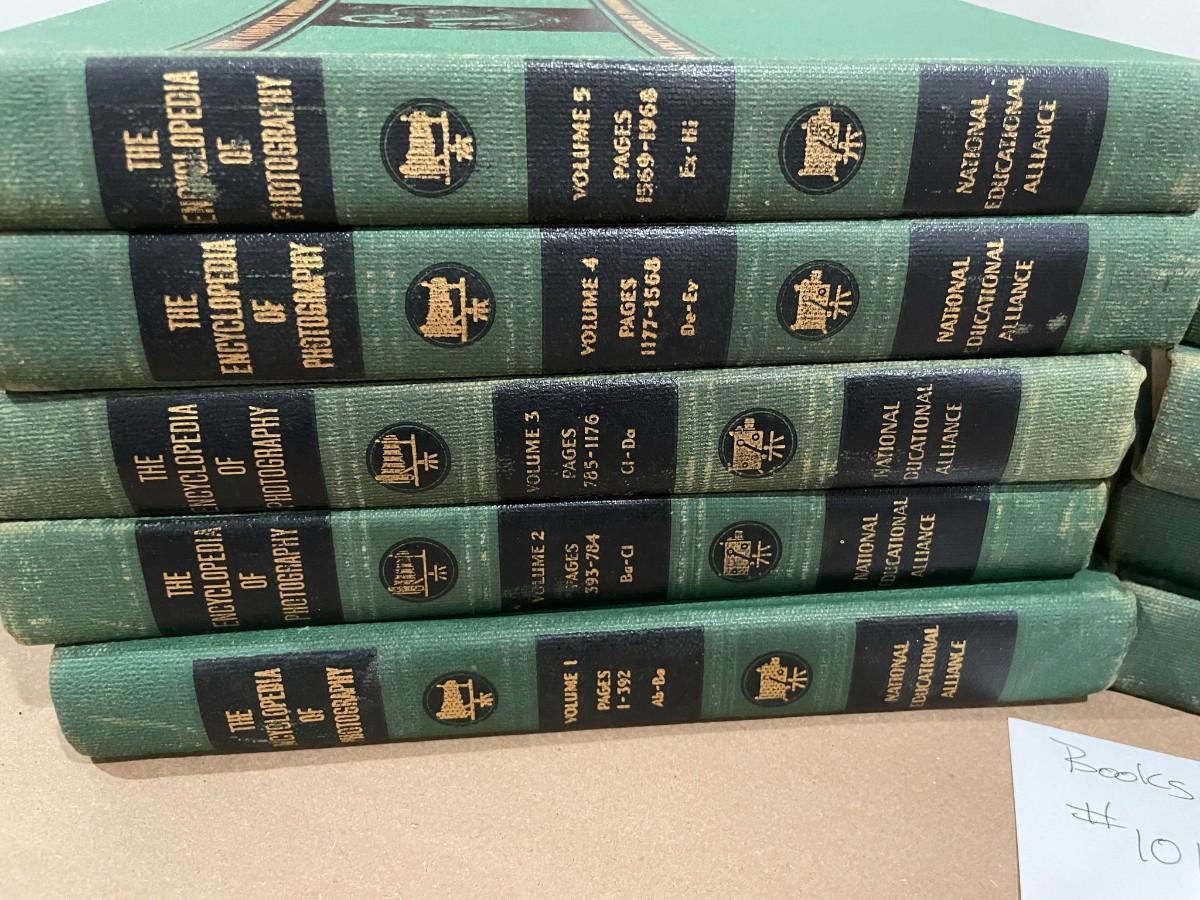 THE
ENCYCLOPEDIA
OF
PHOTOGRAPHY
VOLUME 5
PAGES
1569-1968
Ex-Hi
NATIONAL
EDUCATIONAL
ALLIANCE
THE
ENCYCLOPEDIA
OF
PHOTOGRAPHY
VOLUME 4
PAGES
1177-1568
De-Ev
NATIONAL
EDUCATIONAL
ALLIANCE
THE
ENCYCLOPEDIA
OF
PHOTOGRAPHY
VOLUME 3
PAGES
785-1176
Cl-Da
NATIONAL
EDUCATIONAL
ALLIANCE
THE
ENCYCLOPEDIA
OF
PHOTOGRAPHY
VOLUME 2
PAGES
393-784
Ba-Cl
NATIONAL
EDUCATIONAL
ALLIANCE
THE
ENCYCLOPEDIA
OF
PHOTOGRAPHY
VOLUME 1
PAGES
1-392
Ab-Ba
NATIONAL
EDUCATIONAL
ALLIANCE
Books
#101